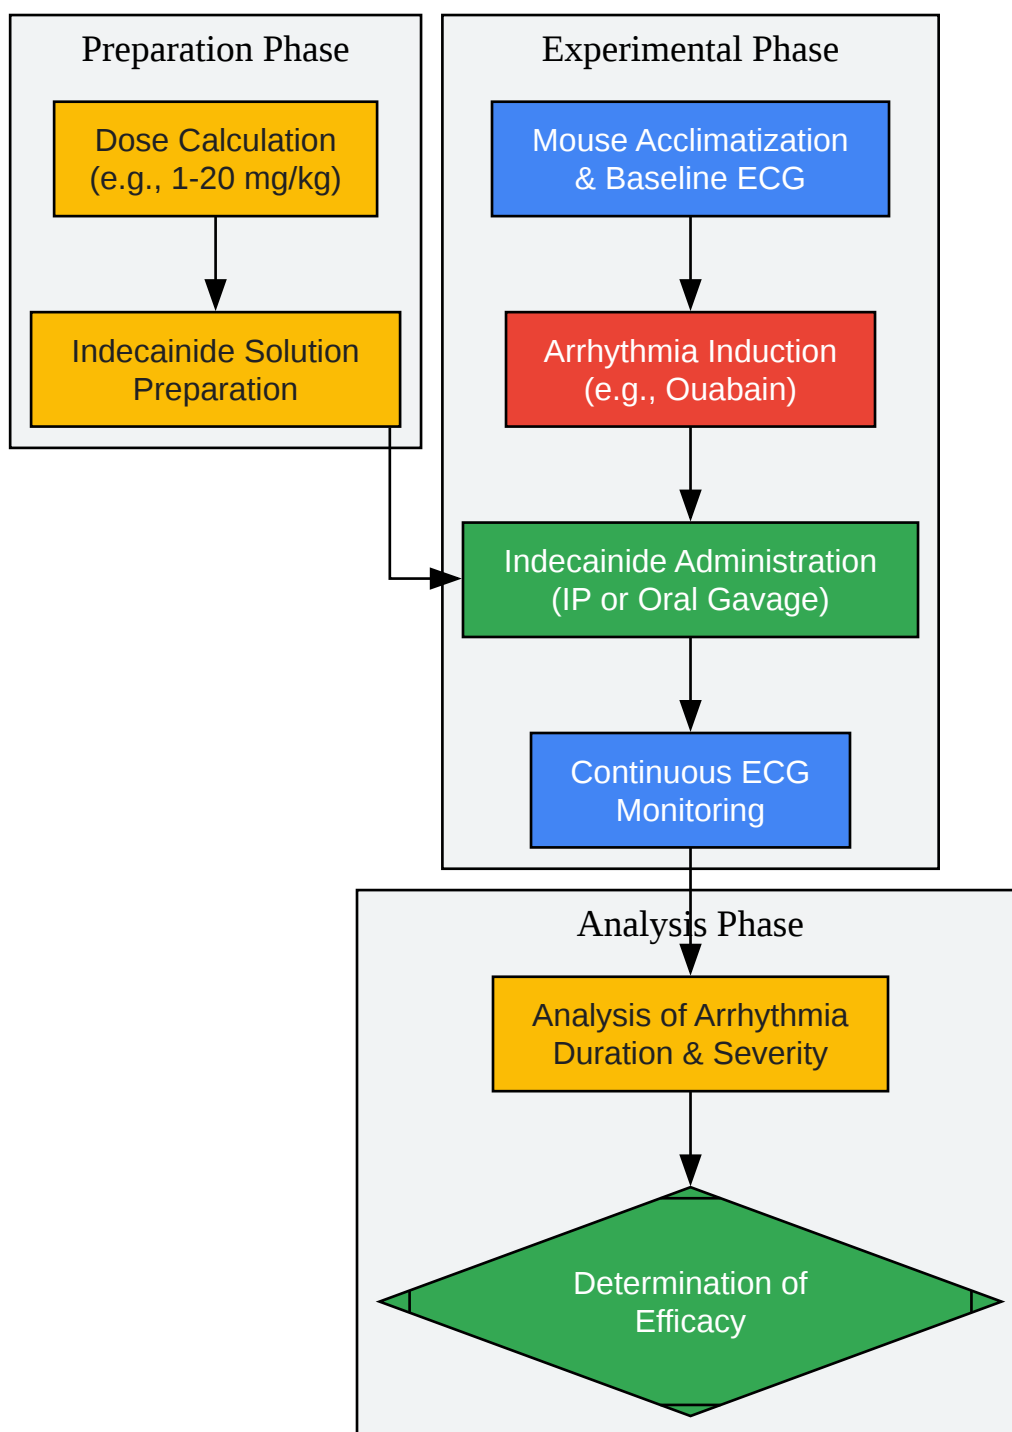 Preparation Phase
Dose Calculation
(e.g., 1-20 mg/kg)
Indecainide Solution
Preparation
Experimental Phase
Mouse Acclimatization
& Baseline ECG
Arrhythmia Induction
(e.g., Ouabain)
Indecainide Administration
(IP or Oral Gavage)
Continuous ECG
Monitoring
Analysis Phase
Analysis of Arrhythmia
Duration & Severity
Determination of
Efficacy